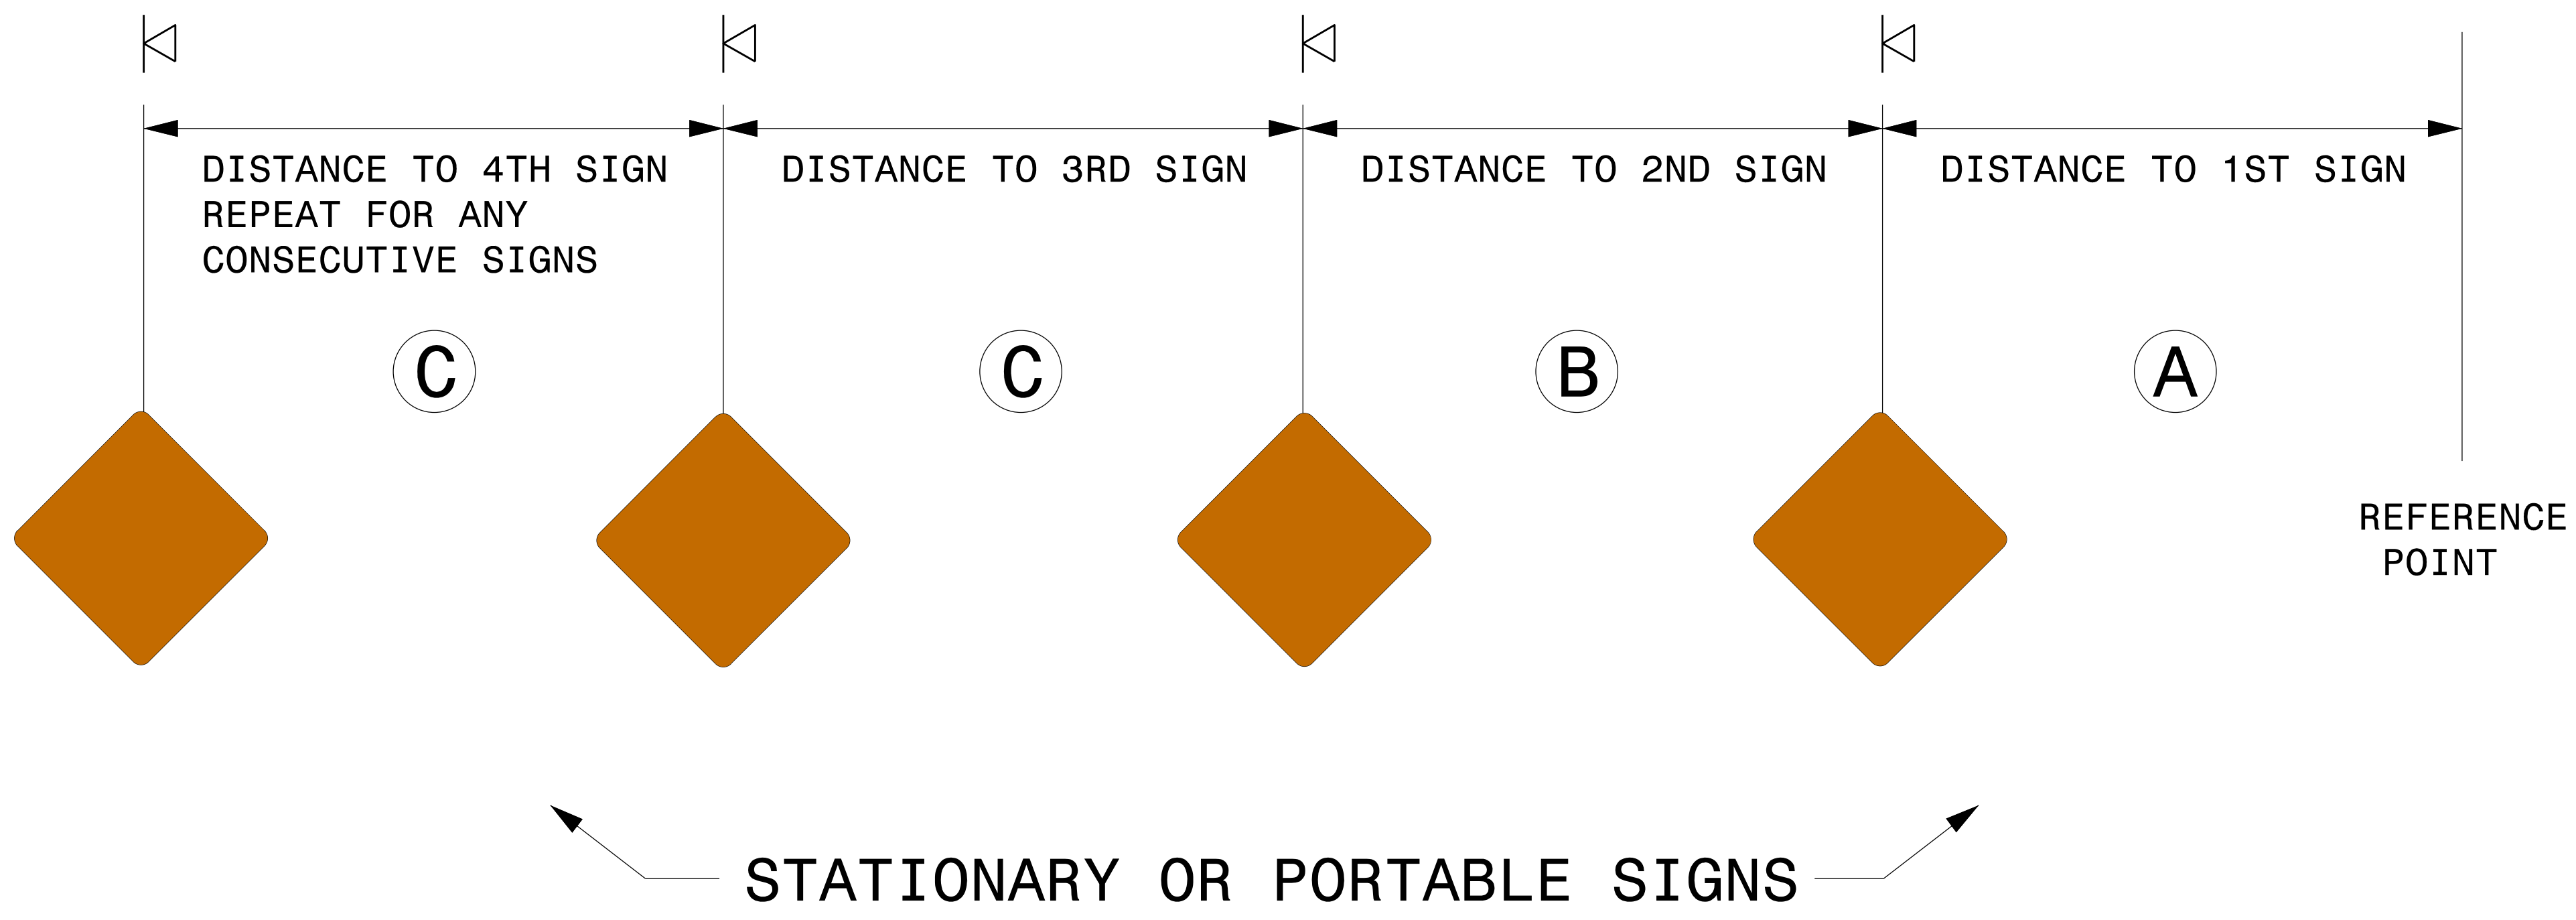 DISTANCE TO 4TH SIGN
REPEAT FOR ANY
CONSECUTIVE SIGNS
DISTANCE TO 3RD SIGN
DISTANCE TO 2ND SIGN
DISTANCE TO 1ST SIGN
C
C
B
A
REFERENCE
POINT
STATIONARY OR PORTABLE SIGNS